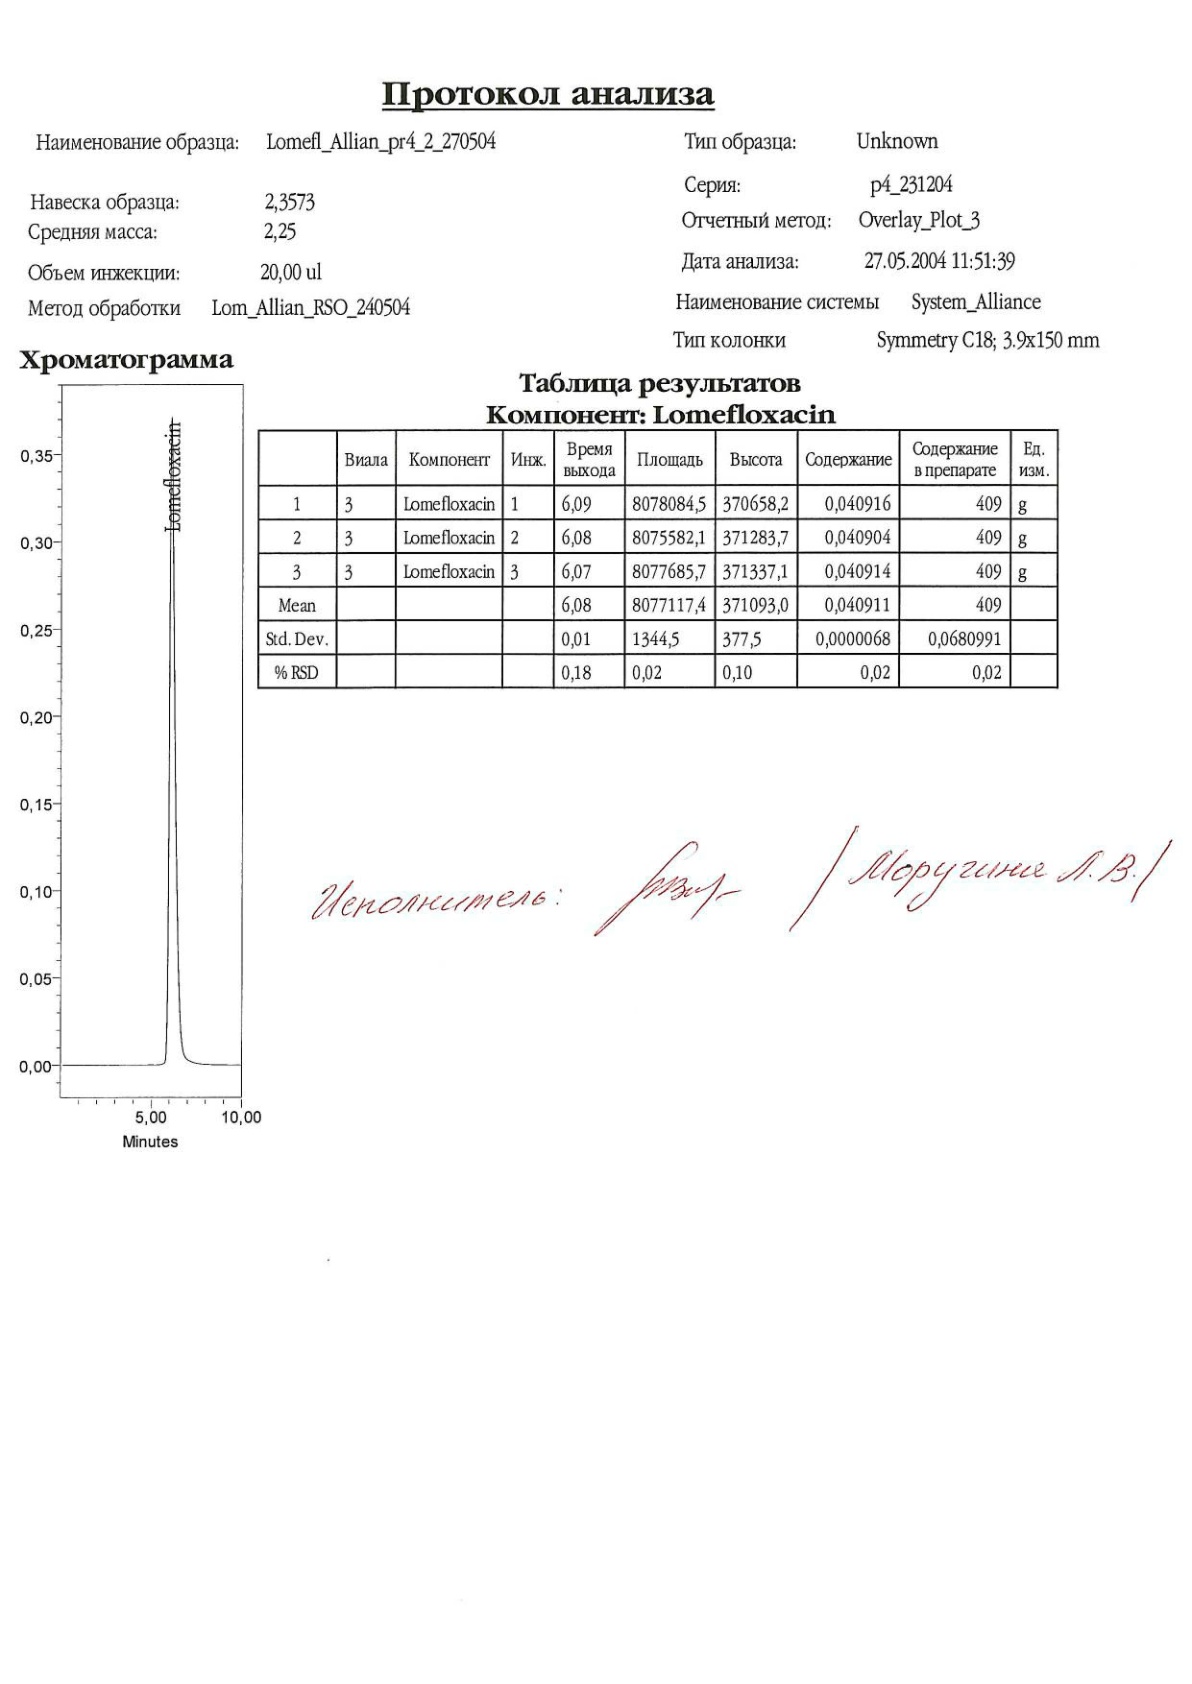 Протокол анализа
Наименование образца: Lomefl_Allian_pr4_2_270504
Тип образца: Unknown
Серия: p4_231204
Навеска образца: 2,3573
Отчетный метод: Overlay_Plot_3
Средняя масса: 2,25
Дата анализа: 27.05.2004 11:51:39
Объем инжекции: 20,00 ul
Наименование системы System_Alliance
Метод обработки Lom_Allian_RSO_240504
Тип колонки Symmetry C18; 3.9x150 mm
Хроматограмма
Lomefloxacin
0,35
0,30
0,25
0,20
0,15
0,10
0,05
0,00
5,00 10,00
Minutes
Таблица результатов
Компонент: Lomefloxacin
Виала Компонент Инж. Время выхода Площадь Высота Содержание Содержание в препарате Ед. изм.
1 3 Lomefloxacin 1 6,09 8078084,5 370658,2 0,040916 409 g
2 3 Lomefloxacin 2 6,08 8075582,1 371283,7 0,040904 409 g
3 3 Lomefloxacin 3 6,07 8077685,7 371337,1 0,040914 409 g
Mean 6,08 8077117,4 371093,0 0,040911 409
Std. Dev. 0,01 1344,5 377,5 0,0000068 0,0680991
% RSD 0,18 0,02 0,10 0,02 0,02
Исполнитель: / Моругина Л.В./